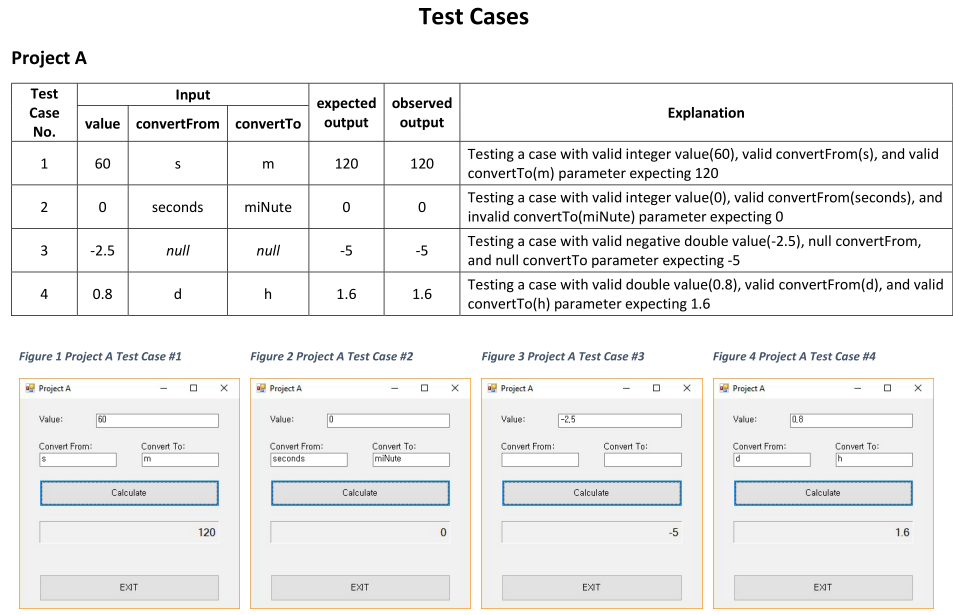 Test Cases
Project A
Test Case No.
Input
expected output
observed output
Explanation
value
convertFrom
convertTo
1
60
s
m
120
120
Testing a case with valid integer value(60), valid convertFrom(s), and valid
convertTo(m) parameter expecting 120
2
0
seconds
miNute
0
0
Testing a case with valid integer value(0), valid convertFrom(seconds), and
invalid convertTo(miNute) parameter expecting 0
3
-2.5
null
null
-5
-5
Testing a case with valid negative double value(-2.5), null convertFrom,
and null convertTo parameter expecting -5
4
0.8
d
h
1.6
1.6
Testing a case with valid double value(0.8), valid convertFrom(d), and valid
convertTo(h) parameter expecting 1.6
Figure 1 Project A Test Case #1
Project A
Value:
60
Convert From:
Convert To:
s
m
Calculate
120
EXIT
Figure 2 Project A Test Case #2
Project A
Value:
0
Convert From:
Convert To:
seconds
miNute
Calculate
0
EXIT
Figure 3 Project A Test Case #3
Project A
Value:
-2.5
Convert From:
Convert To:
Calculate
-5
EXIT
Figure 4 Project A Test Case #4
Project A
Value:
0.8
Convert From:
Convert To:
d
h
Calculate
1.6
EXIT